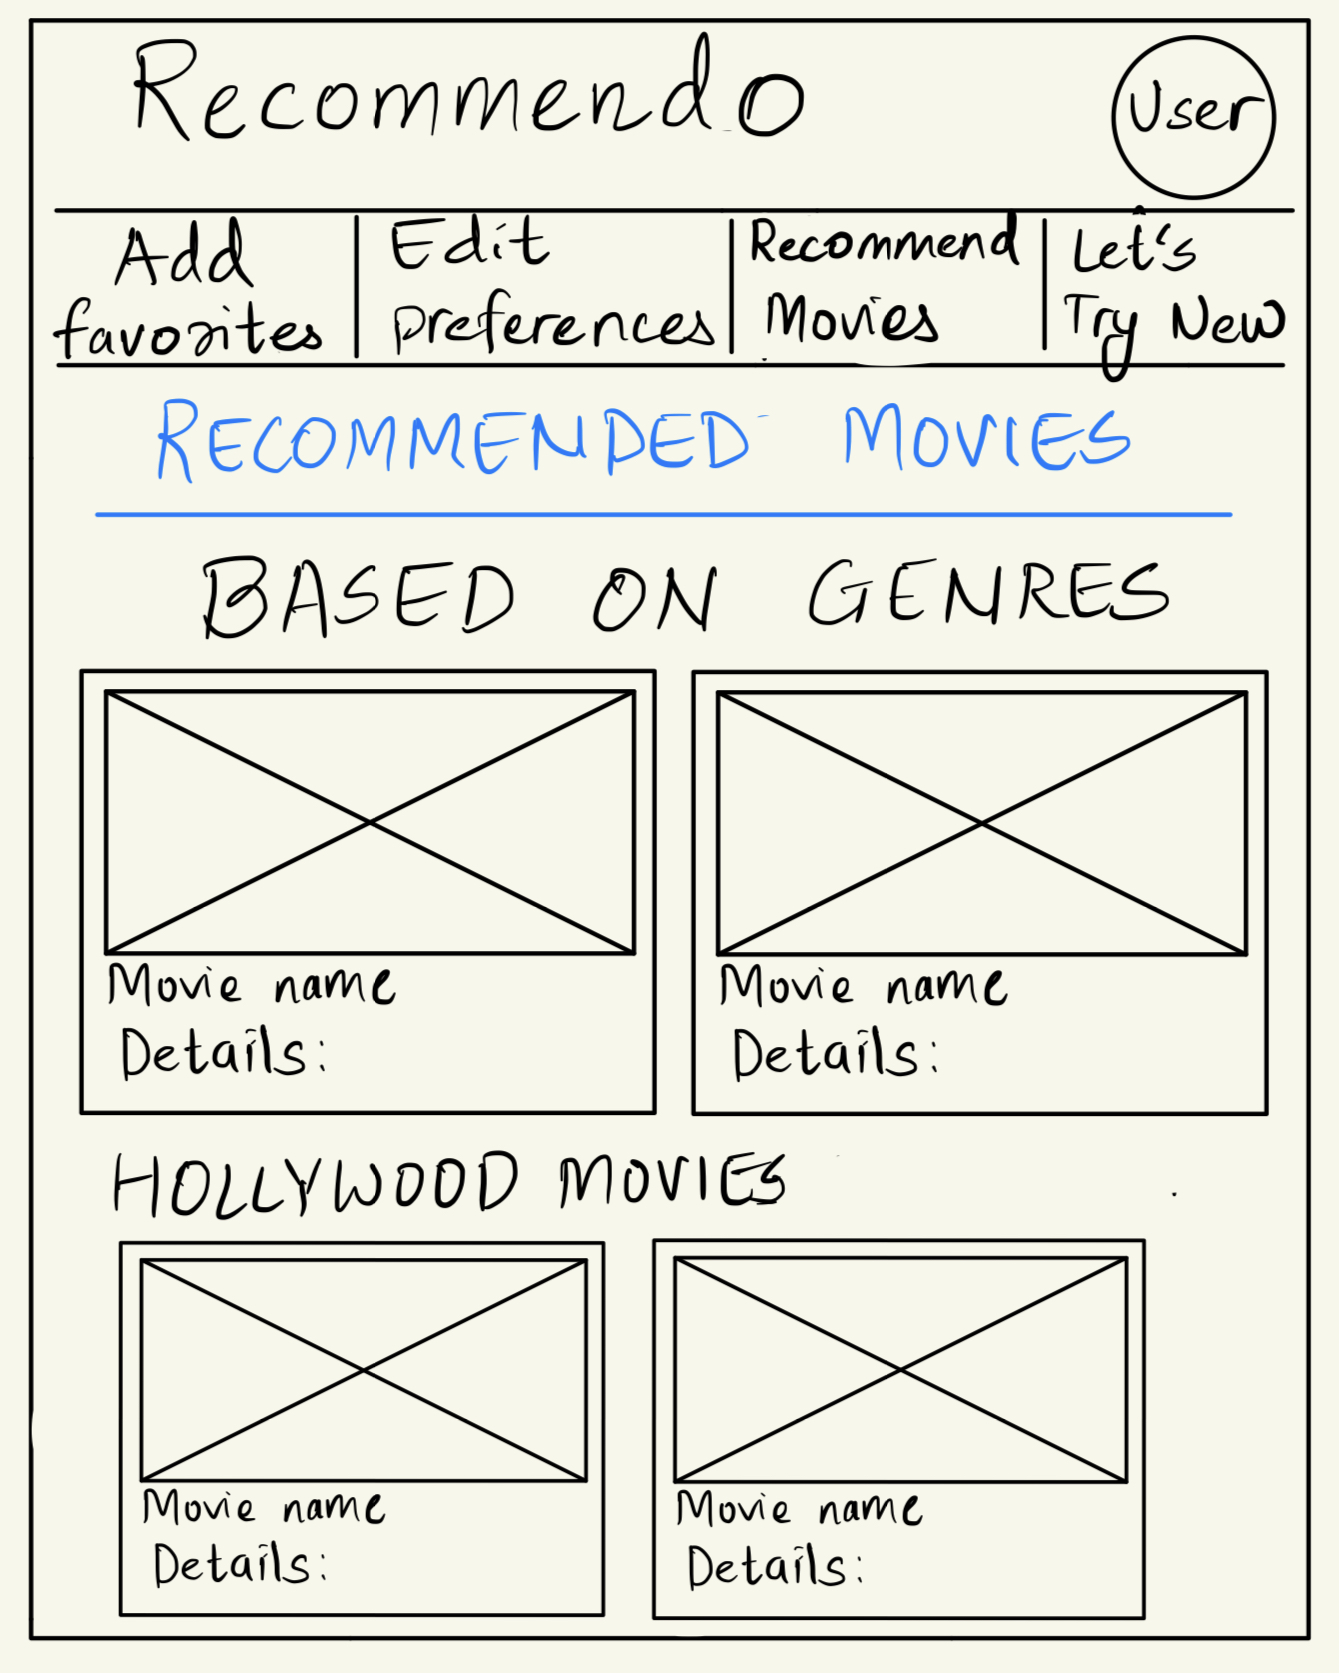 Recommendo
User
Add favorites
Edit preferences
Recommend Movies
Let's Try New
RECOMMENDED MOVIES
BASED ON GENRES
Movie name
Details:
Movie name
Details:
HOLLYWOOD MOVIES
Movie name
Details:
Movie name
Details: